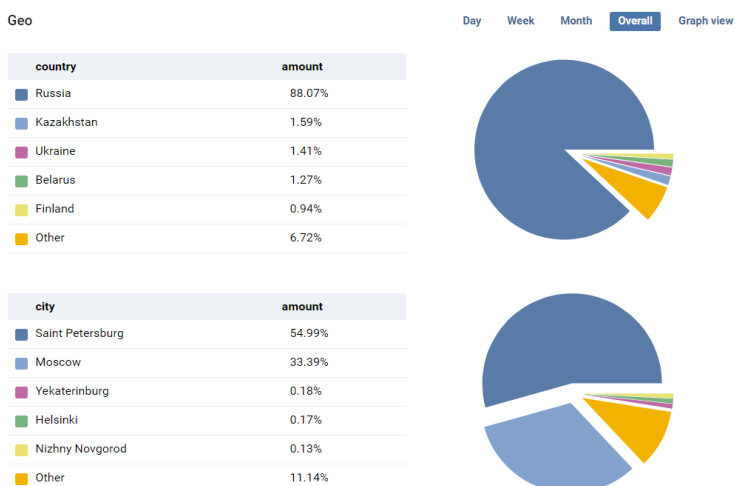 Geo Day Week Month Overall Graph view
country amount
Russia 88.07%
Kazakhstan 1.59%
Ukraine 1.41%
Belarus 1.27%
Finland 0.94%
Other 6.72%
city amount
Saint Petersburg 54.99%
Moscow 33.39%
Yekaterinburg 0.18%
Helsinki 0.17%
Nizhny Novgorod 0.13%
Other 11.14%